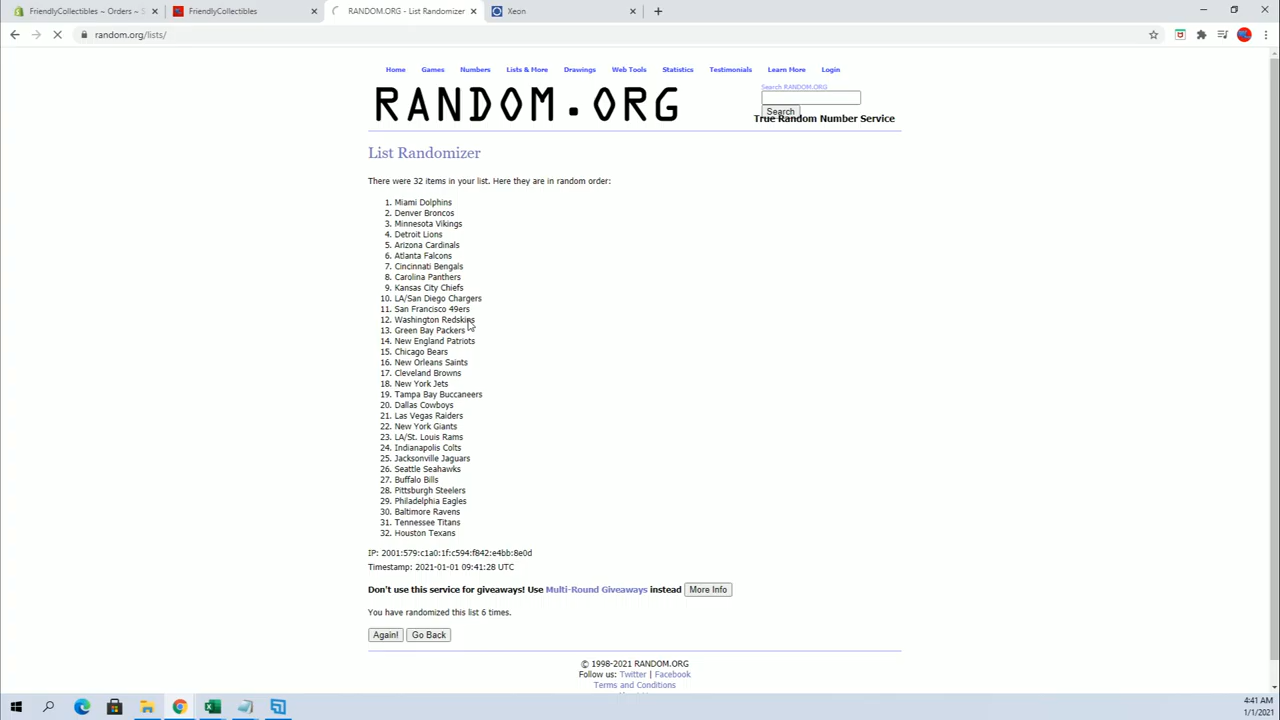 FriendlyCollectibles ~ Orders ~ S
FriendlyCollectibles
RANDOM.ORG - List Randomizer
Xeon
random.org/lists/
Home Games Numbers Lists & More Drawings Web Tools Statistics Testimonials Learn More Login
RANDOM.ORG
Search RANDOM.ORG
Search
True Random Number Service
List Randomizer
There were 32 items in your list. Here they are in random order:
1. Miami Dolphins
2. Denver Broncos
3. Minnesota Vikings
4. Detroit Lions
5. Arizona Cardinals
6. Atlanta Falcons
7. Cincinnati Bengals
8. Carolina Panthers
9. Kansas City Chiefs
10. LA/San Diego Chargers
11. San Francisco 49ers
12. Washington Redskins
13. Green Bay Packers
14. New England Patriots
15. Chicago Bears
16. New Orleans Saints
17. Cleveland Browns
18. New York Jets
19. Tampa Bay Buccaneers
20. Dallas Cowboys
21. Las Vegas Raiders
22. New York Giants
23. LA/St. Louis Rams
24. Indianapolis Colts
25. Jacksonville Jaguars
26. Seattle Seahawks
27. Buffalo Bills
28. Pittsburgh Steelers
29. Philadelphia Eagles
30. Baltimore Ravens
31. Tennessee Titans
32. Houston Texans
IP: 2001:579:c1a0:1f:c594:f842:e4bb:8e0d
Timestamp: 2021-01-01 09:41:28 UTC
Don't use this service for giveaways! Use Multi-Round Giveaways instead More Info
You have randomized this list 6 times.
Again! Go Back
© 1998-2021 RANDOM.ORG
Follow us: Twitter | Facebook
Terms and Conditions
4:41 AM
1/1/2021